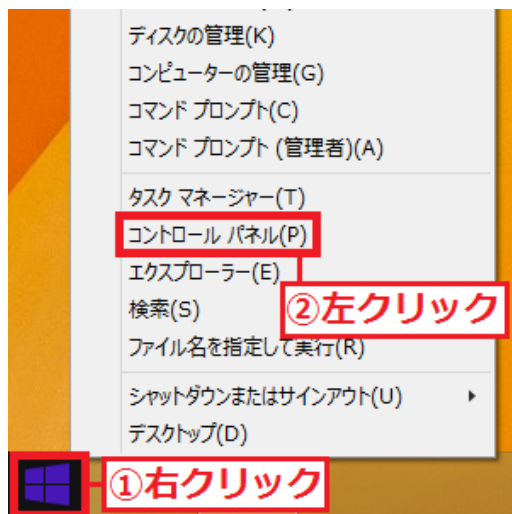 ディスクの管理(K)
コンピューターの管理(G)
コマンド プロンプト(C)
コマンド プロンプト (管理者)(A)
タスク マネージャー(T)
コントロール パネル(P)
エクスプローラー(E)
②左クリック
検索(S)
ファイル名を指定して実行(R)
シャットダウンまたはサインアウト(U)
デスクトップ(D)
①右クリック